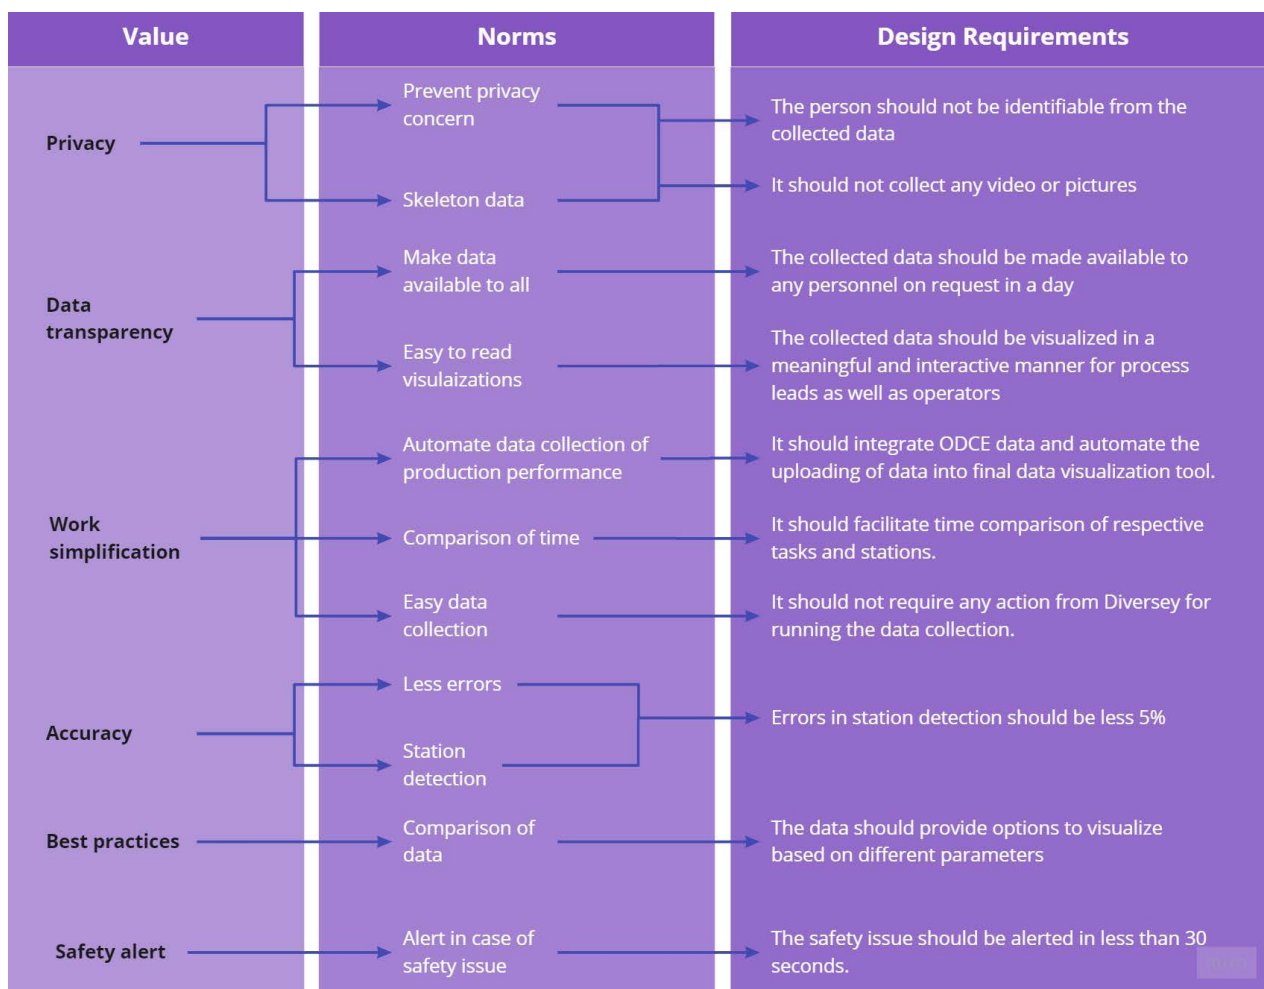 Value
Norms
Design Requirements
Privacy
Prevent privacy
concern
Skeleton data
The person should not be identifiable from the
collected data
It should not collect any video or pictures
Data
transparency
Make data
available to all
Easy to read
visulaizations
The collected data should be made available to
any personnel on request in a day
The collected data should be visualized in a
meaningful and interactive manner for process
leads as well as operators
Work
simplification
Automate data collection of
production performance
Comparison of time
Easy data
collection
It should integrate ODCE data and automate the
uploading of data into final data visualization tool.
It should facilitate time comparison of respective
tasks and stations.
It should not require any action from Diversey for
running the data collection.
Accuracy
Less errors
Station
detection
Errors in station detection should be less 5%
Best practices
Comparison of
data
The data should provide options to visualize
based on different parameters
Safety alert
Alert in case of
safety issue
The safety issue should be alerted in less than 30
seconds.